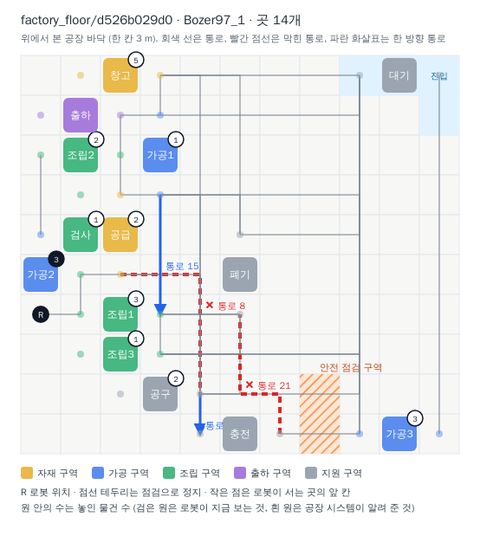 factory_floor/d526b029d0 · Bozer97_1 · 곳 14개
위에서 본 공장 바닥 (한 칸 3 m). 회색 선은 통로, 빨간 점선은 막힌 통로, 파란 화살표는 한 방향 통로
창고 5
대기
진입
출하
조립2 2
가공1 1
검사 1
공급 2
가공2 3
통로 15
폐기
R
조립1 3
✖ 통로 8
조립3 1
안전 점검 구역
공구 2
✖ 통로 21
통로
충전
가공3 3
자재 구역 가공 구역 조립 구역 출하 구역 지원 구역
R 로봇 위치 · 점선 테두리는 점검으로 정지 · 작은 점은 로봇이 서는 곳의 앞 칸
원 안의 수는 놓인 물건 수 (검은 원은 로봇이 지금 보는 것, 흰 원은 공장 시스템이 알려 준 것)